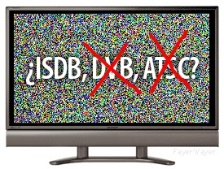 ¿ISDB, DVB, ATSC?